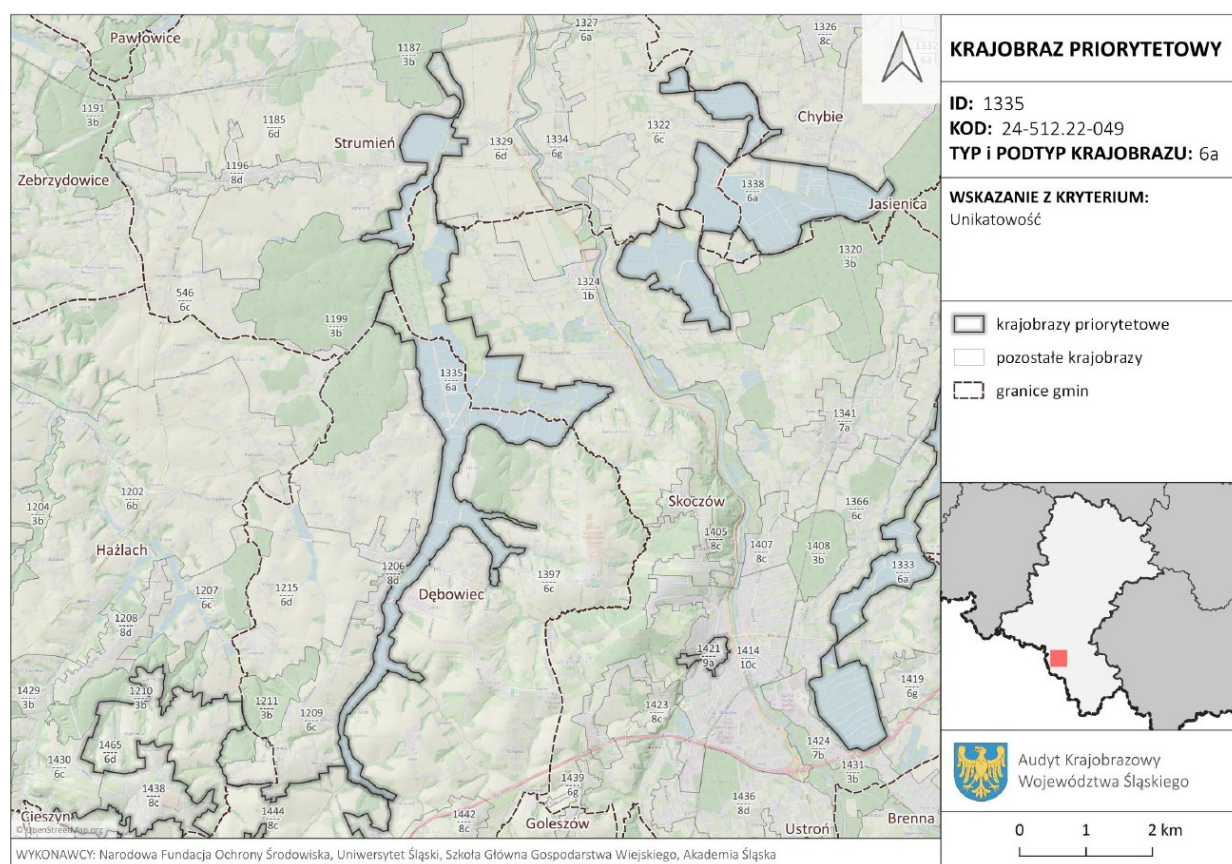 Pawłowice
1187
3b
1327
6a
1326
8c
1191
3b
1185
6d
Strumień
1196
8d
1329
6d
1334
6g
1322
6c
Chybie
Zebrzydowice
1338
6a
Jasienica
546
6c
1199
3b
1324
1b
1320
3b
1335
6a
1341
7a
1202
6b
1204
3b
Hażlach
1207
6c
1215
6d
1206
8d
Skoczów
1405
8c
1407
8c
1408
3b
1366
6c
1333
6a
1208
8d
Dębowiec
1397
6c
1421
9a
1414
10c
1429
3b
1210
3b
1211
3b
1209
6c
1423
8c
1419
6g
1465
6d
1430
6c
1424
7b
1431
3b
1438
8c
1439
6g
1436
8d
Cieszyn
1444
8c
1442
8c
Goleszów
Ustroń
Brenna
© OpenStreetMap.org
WYKONAWCY: Narodowa Fundacja Ochrony Środowiska, Uniwersytet Śląski, Szkoła Główna Gospodarstwa Wiejskiego, Akademia Śląska
KRAJOBRAZ PRIORYTETOWY
ID: 1335
KOD: 24-512.22-049
TYP i PODTYP KRAJOBRAZU: 6a
WSKAZANIE Z KRYTERIUM:
Unikatowość
krajobrazy priorytetowe
pozostałe krajobrazy
granice gmin
Audyt Krajobrazowy
Województwa Śląskiego
0 1 2 km